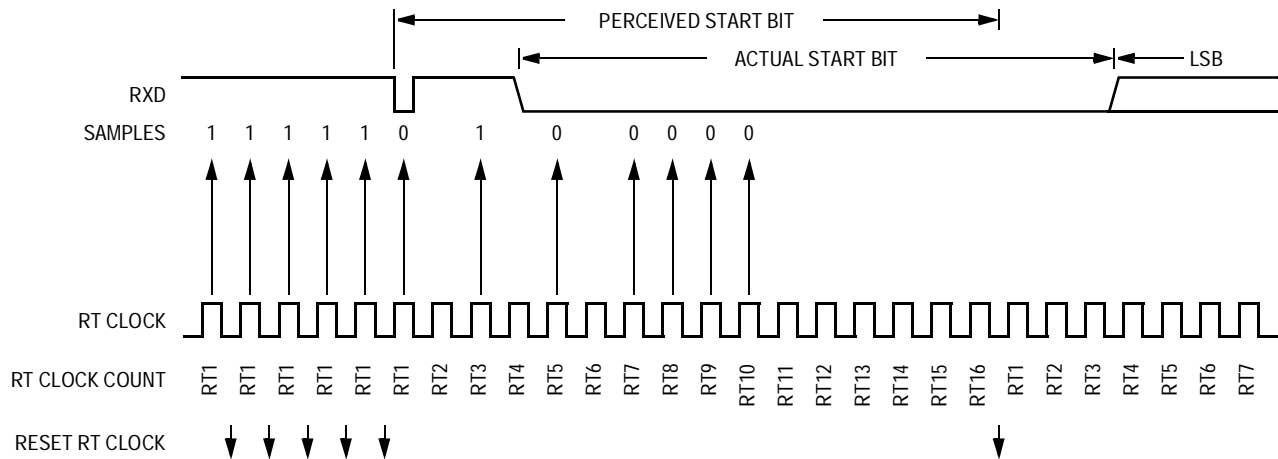 PERCEIVED START BIT
ACTUAL START BIT LSB
RXD
SAMPLES 1 1 1 1 1 0 1 0 0 0 0 0
RT CLOCK
RT CLOCK COUNT RT1 RT1 RT1 RT1 RT1 RT1 RT2 RT3 RT4 RT5 RT6 RT7 RT8 RT9 RT10 RT11 RT12 RT13 RT14 RT15 RT16 RT1 RT2 RT3 RT4 RT5 RT6 RT7
RESET RT CLOCK